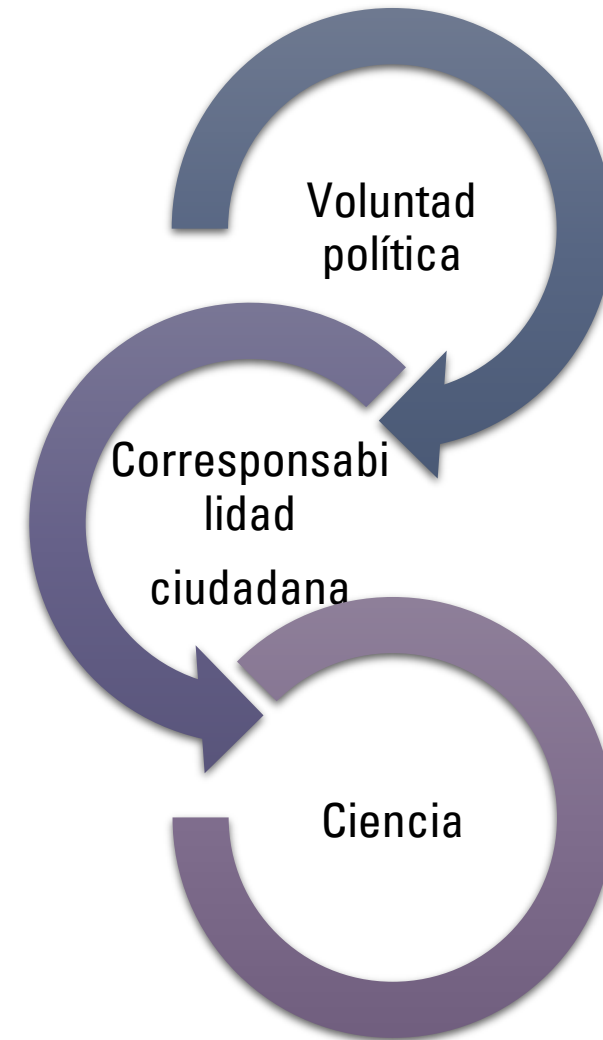 Voluntad
política
Corresponsabi
lidad
ciudadana
Ciencia